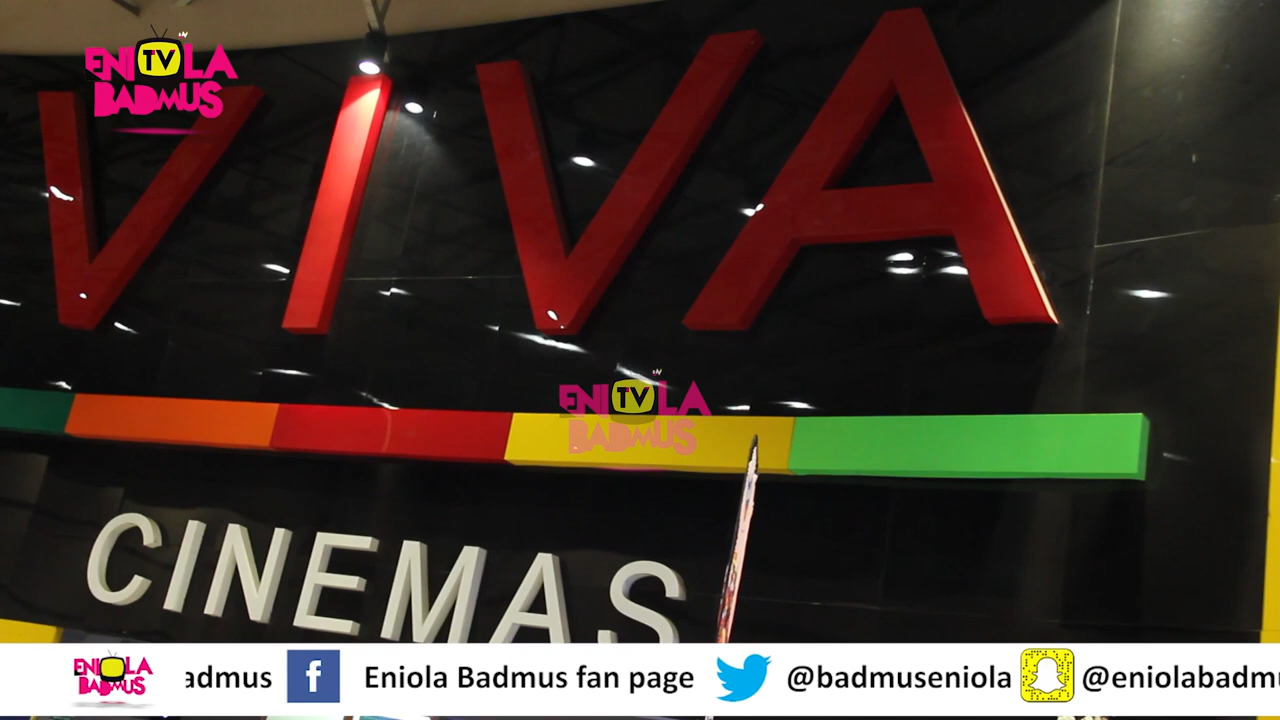 ENIOLA TV
BADMUS
VIVA
ENIOLA TV
BADMUS
CINEMAS
ENIOLA
BADMUS
admus
f
Eniola Badmus fan page
@badmuseniola
@eniolabadmu